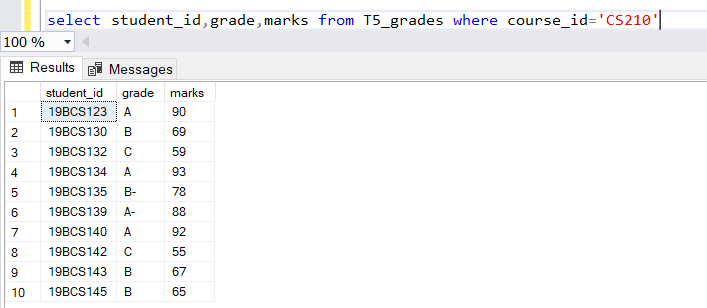 select student_id,grade,marks from T5_grades where course_id='CS210'
100 %
Results Messages
student_id grade marks
1 19BCS123 A 90
2 19BCS130 B 69
3 19BCS132 C 59
4 19BCS134 A 93
5 19BCS135 B- 78
6 19BCS139 A- 88
7 19BCS140 A 92
8 19BCS142 C 55
9 19BCS143 B 67
10 19BCS145 B 65